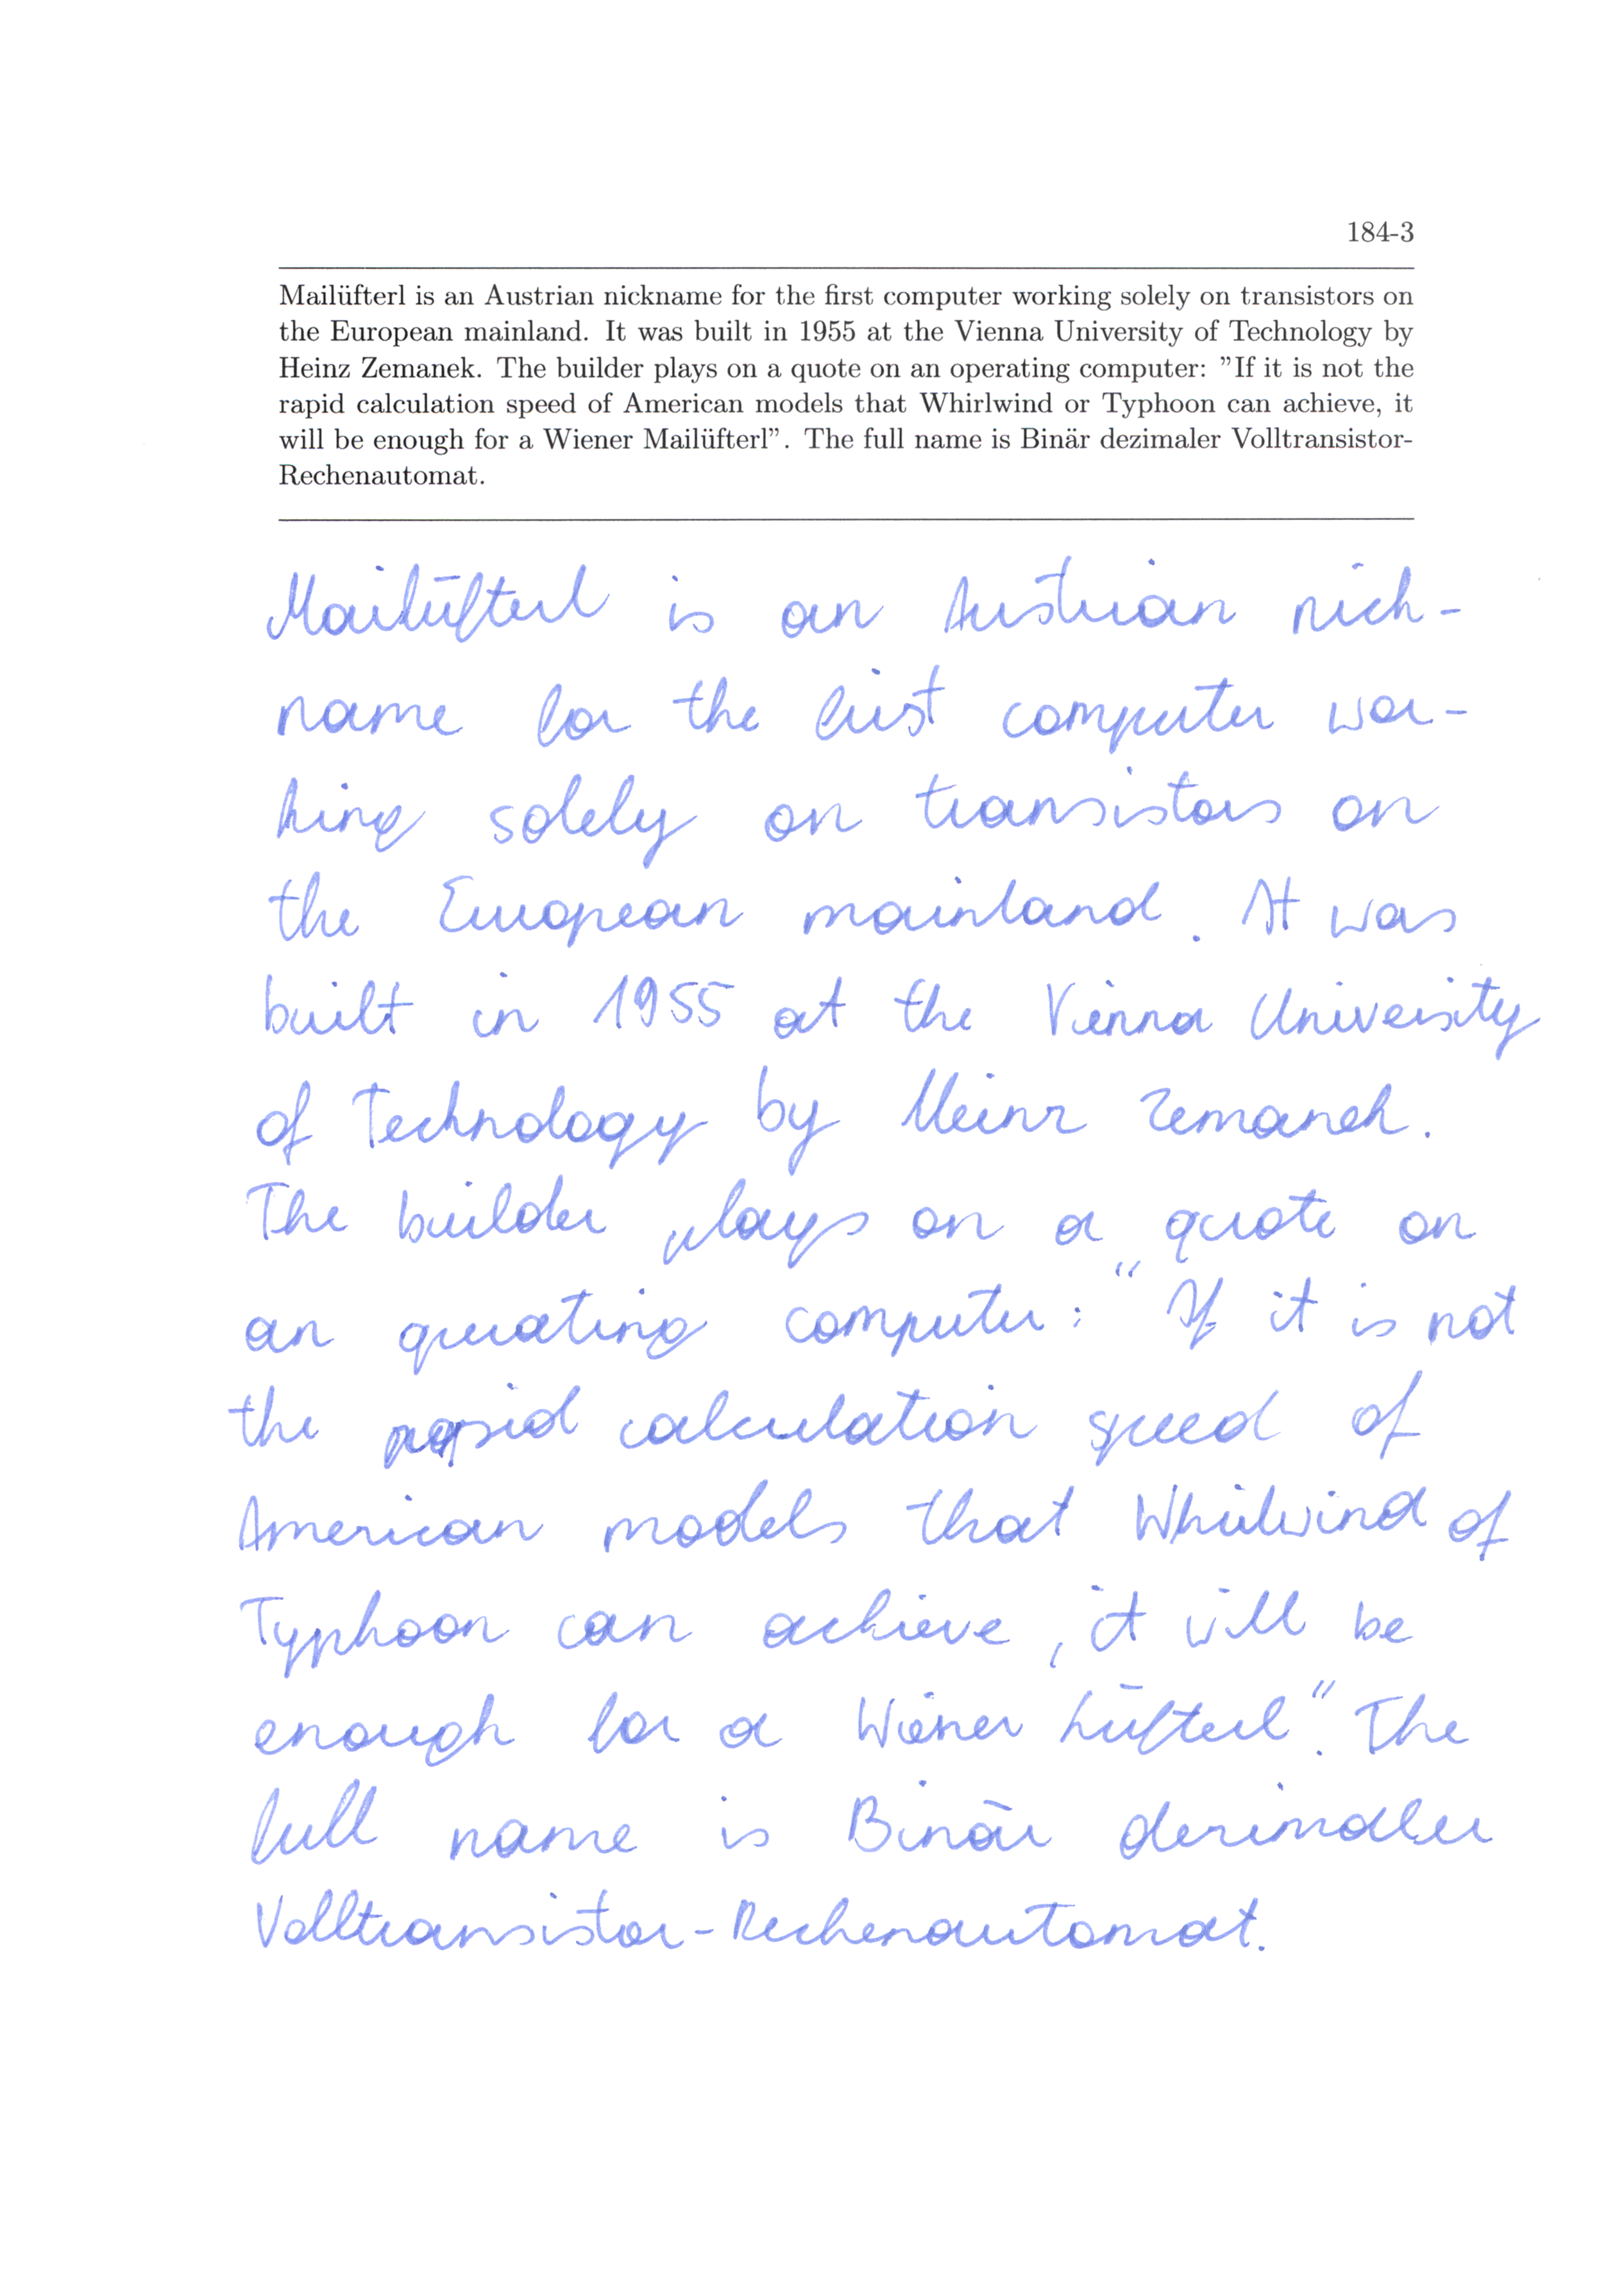 184-3
Mailüfterl is an Austrian nickname for the first computer working solely on transistors on
the European mainland. It was built in 1955 at the Vienna University of Technology by
Heinz Zemanek. The builder plays on a quote on an operating computer: ”If it is not the
rapid calculation speed of American models that Whirlwind or Typhoon can achieve, it
will be enough for a Wiener Mailüfterl”. The full name is Binär dezimaler Volltransistor-
Rechenautomat.
Mailüfterl is an Austrian nick-
name for the first computer wor-
king solely on transistors on
the European mainland. It was
built in 1955 at the Vienna University
of Technology by Heinz Zemanek.
The builder plays on a quote on
an operating computer: “If it is not
the rapid calculation speed of
American models that Whirlwind of
Typhoon can achieve, it will be
enough for a Wiener Lüfterl”. The
full name is Binär dezimaler
Volltransistor-Rechenautomat.